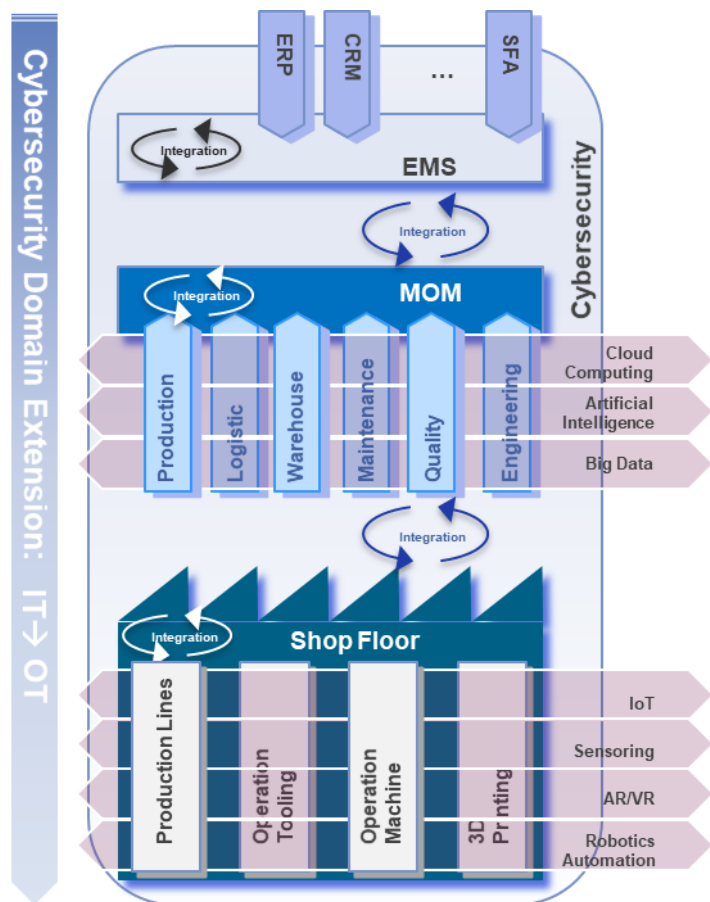 Cybersecurity Domain Extension: IT→ OT
ERP
CRM
...
SFA
Integration
EMS
Cybersecurity
Integration
MOM
Integration
Production
Logistic
Warehouse
Maintenance
Quality
Engineering
Cloud
Computing
Artificial
Intelligence
Big Data
Integration
Shop Floor
Integration
Production Lines
Operation
Tooling
Operation
Machine
3D
Printing
IoT
Sensoring
AR/VR
Robotics
Automation